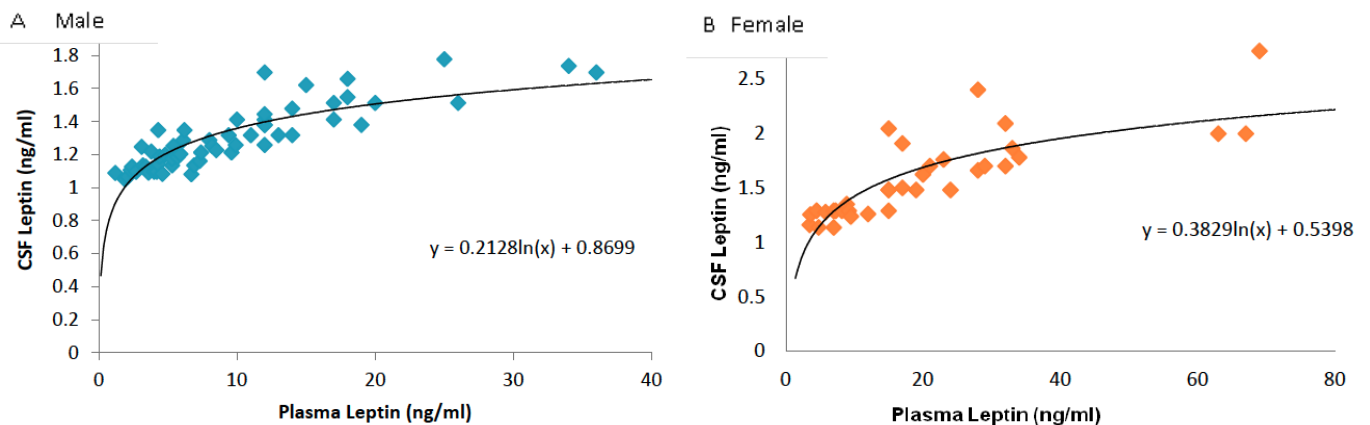 A Male
CSF Leptin (ng/ml)
1.8
1.6
1.4
1.2
1
0.8
0.6
0.4
0.2
0
y = 0.2128ln(x) + 0.8699
0 10 20 30 40
Plasma Leptin (ng/ml)
B Female
CSF Leptin (ng/ml)
2.5
2
1.5
1
0.5
0
y = 0.3829ln(x) + 0.5398
0 20 40 60 80
Plasma Leptin (ng/ml)